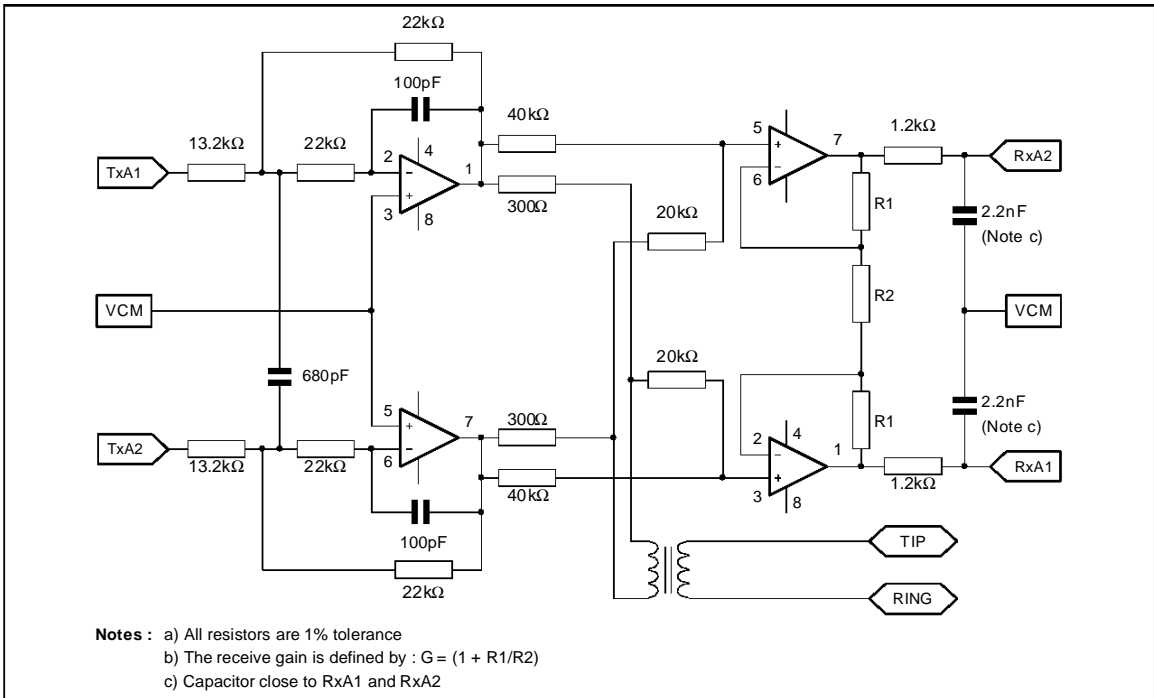 22kΩ
100pF
40kΩ
13.2kΩ
22kΩ
TxA1
2
4
1
3
8
300Ω
20kΩ
5
7
6
1.2kΩ
RxA2
R1
2.2nF
(Note c)
VCM
R2
VCM
680pF
20kΩ
5
7
6
300Ω
TxA2
13.2kΩ
22kΩ
40kΩ
100pF
22kΩ
2
4
1
3
8
R1
2.2nF
(Note c)
1.2kΩ
RxA1
TIP
RING
Notes : a) All resistors are 1% tolerance
b) The receive gain is defined by : G = (1 + R1/R2)
c) Capacitor close to RxA1 and RxA2